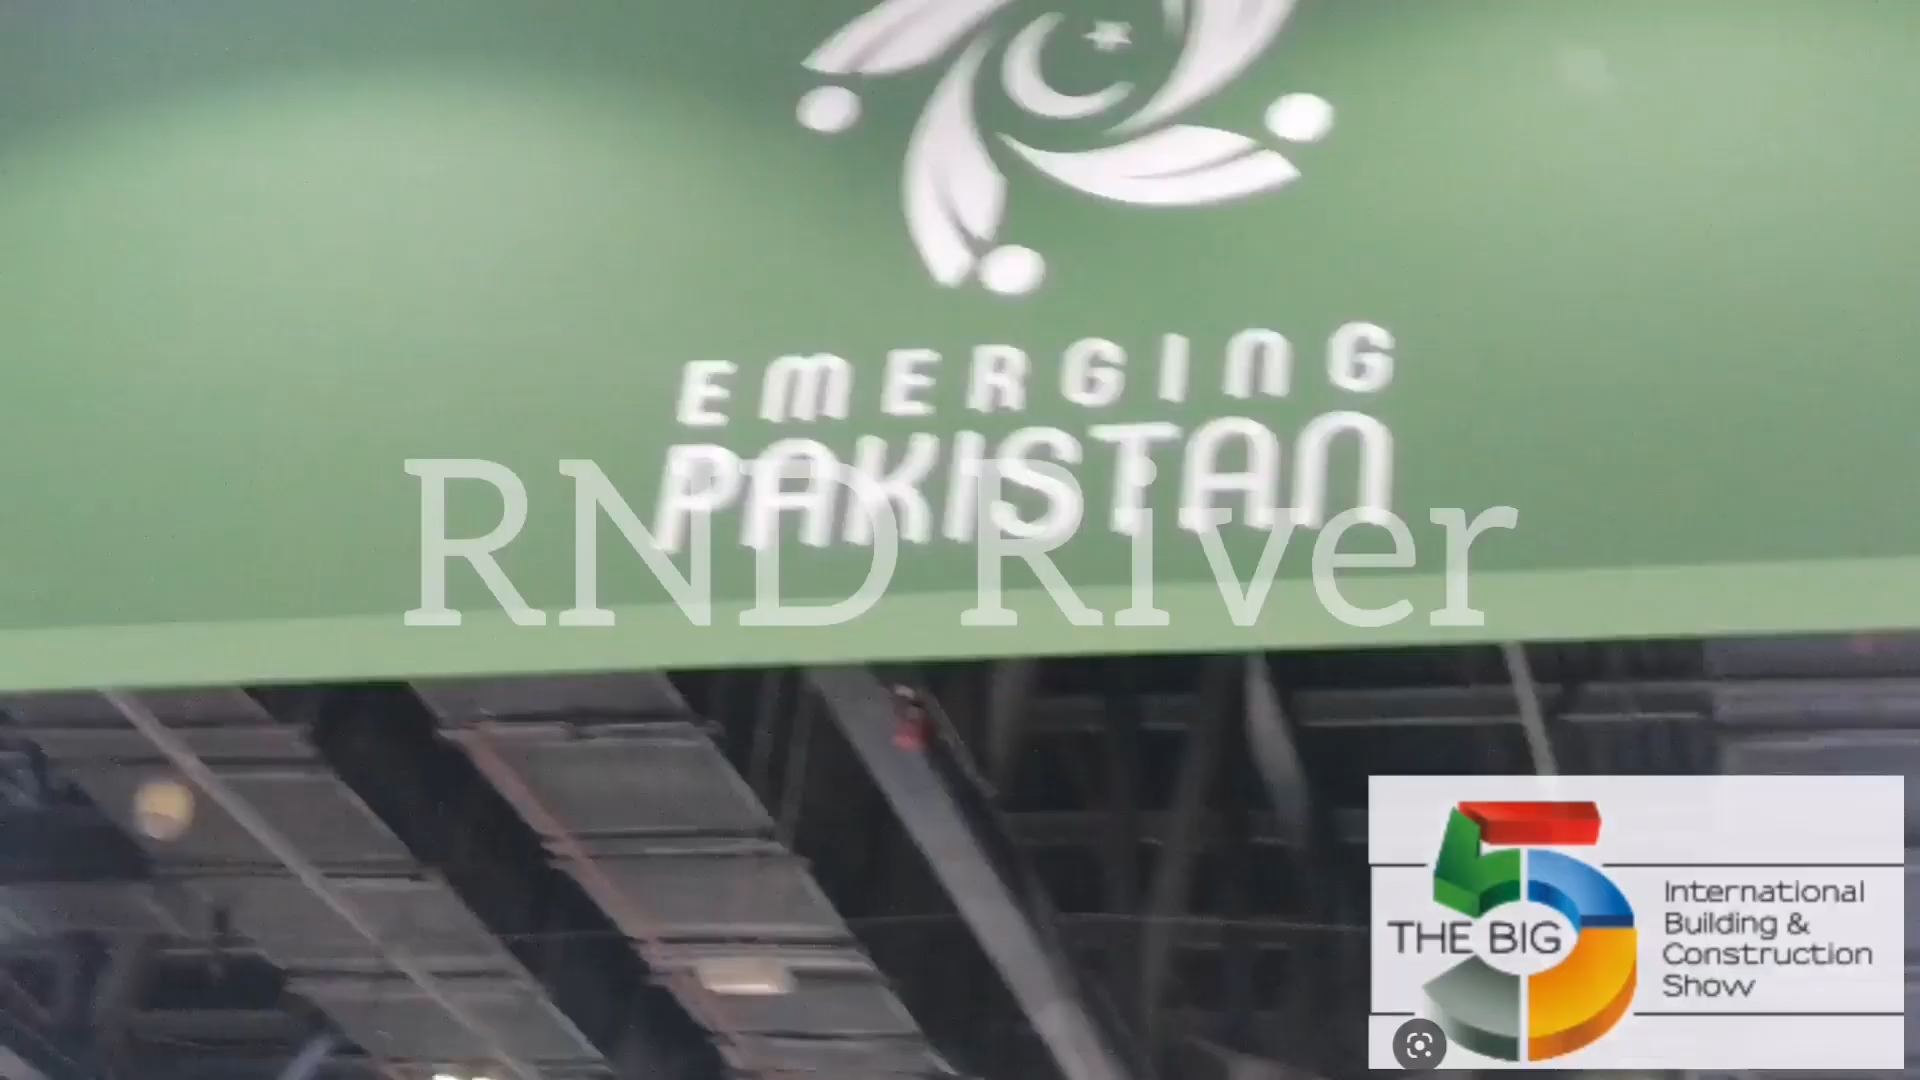 EMERGING
PAKISTAN
RND River
THE BIG 5
International
Building &
Construction
Show